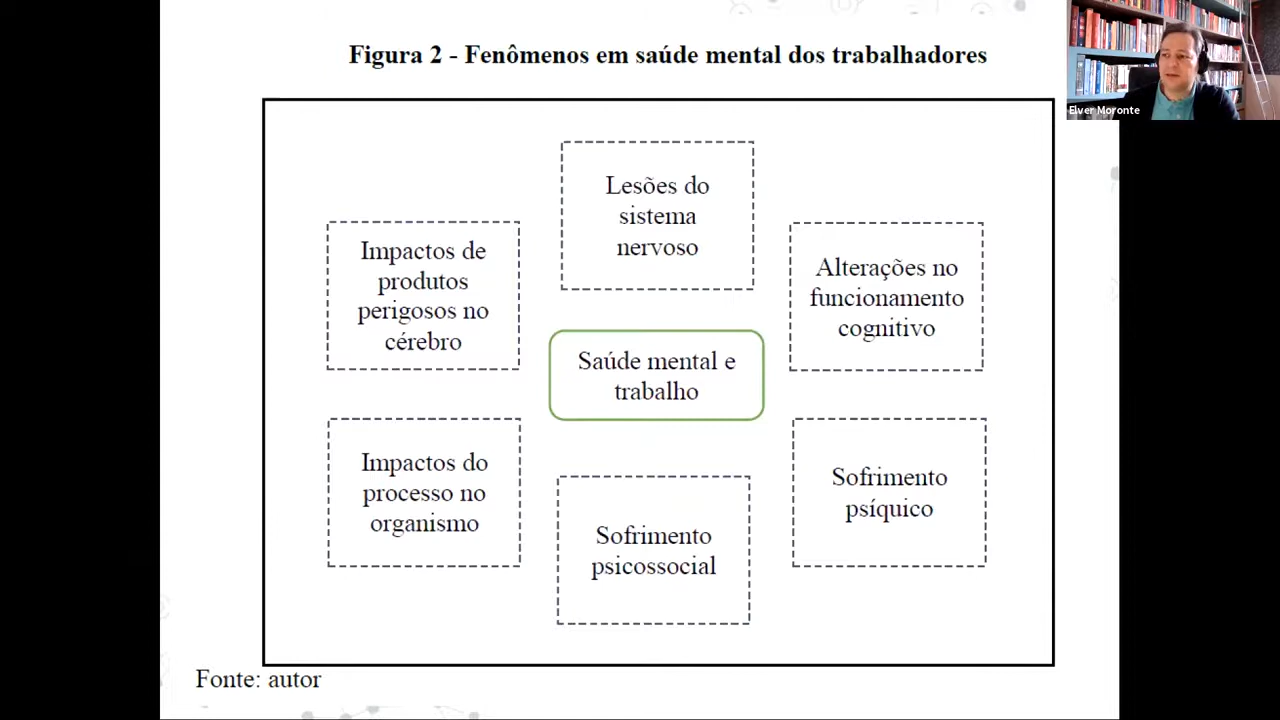 Figura 2 - Fenômenos em saúde mental dos trabalhadores
Elver Moronte
Lesões do
sistema
nervoso
Impactos de
produtos
perigosos no
cérebro
Alterações no
funcionamento
cognitivo
Saúde mental e
trabalho
Impactos do
processo no
organismo
Sofrimento
psicossocial
Sofrimento
psíquico
Fonte: autor